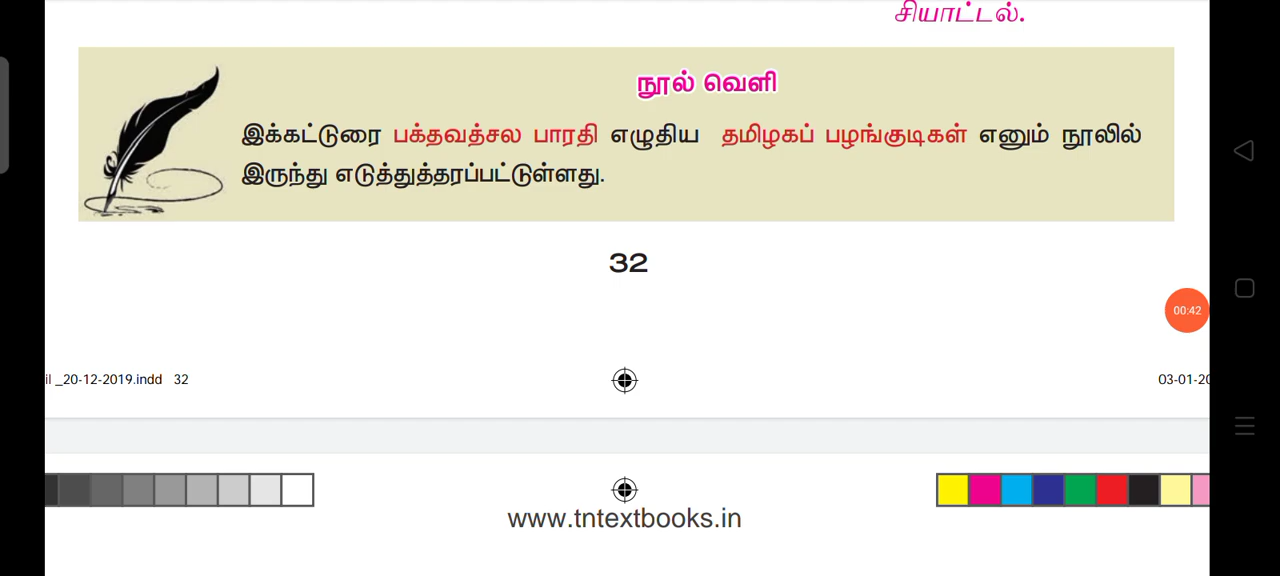 சியாட்டல்.
நூல் வெளி
இக்கட்டுரை பக்தவத்சல பாரதி எழுதிய தமிழகப் பழங்குடிகள் எனும் நூலில்
இருந்து எடுத்துத்தரப்பட்டுள்ளது.
32
00:42
il _20-12-2019.indd 32
03-01-20
www.tntextbooks.in